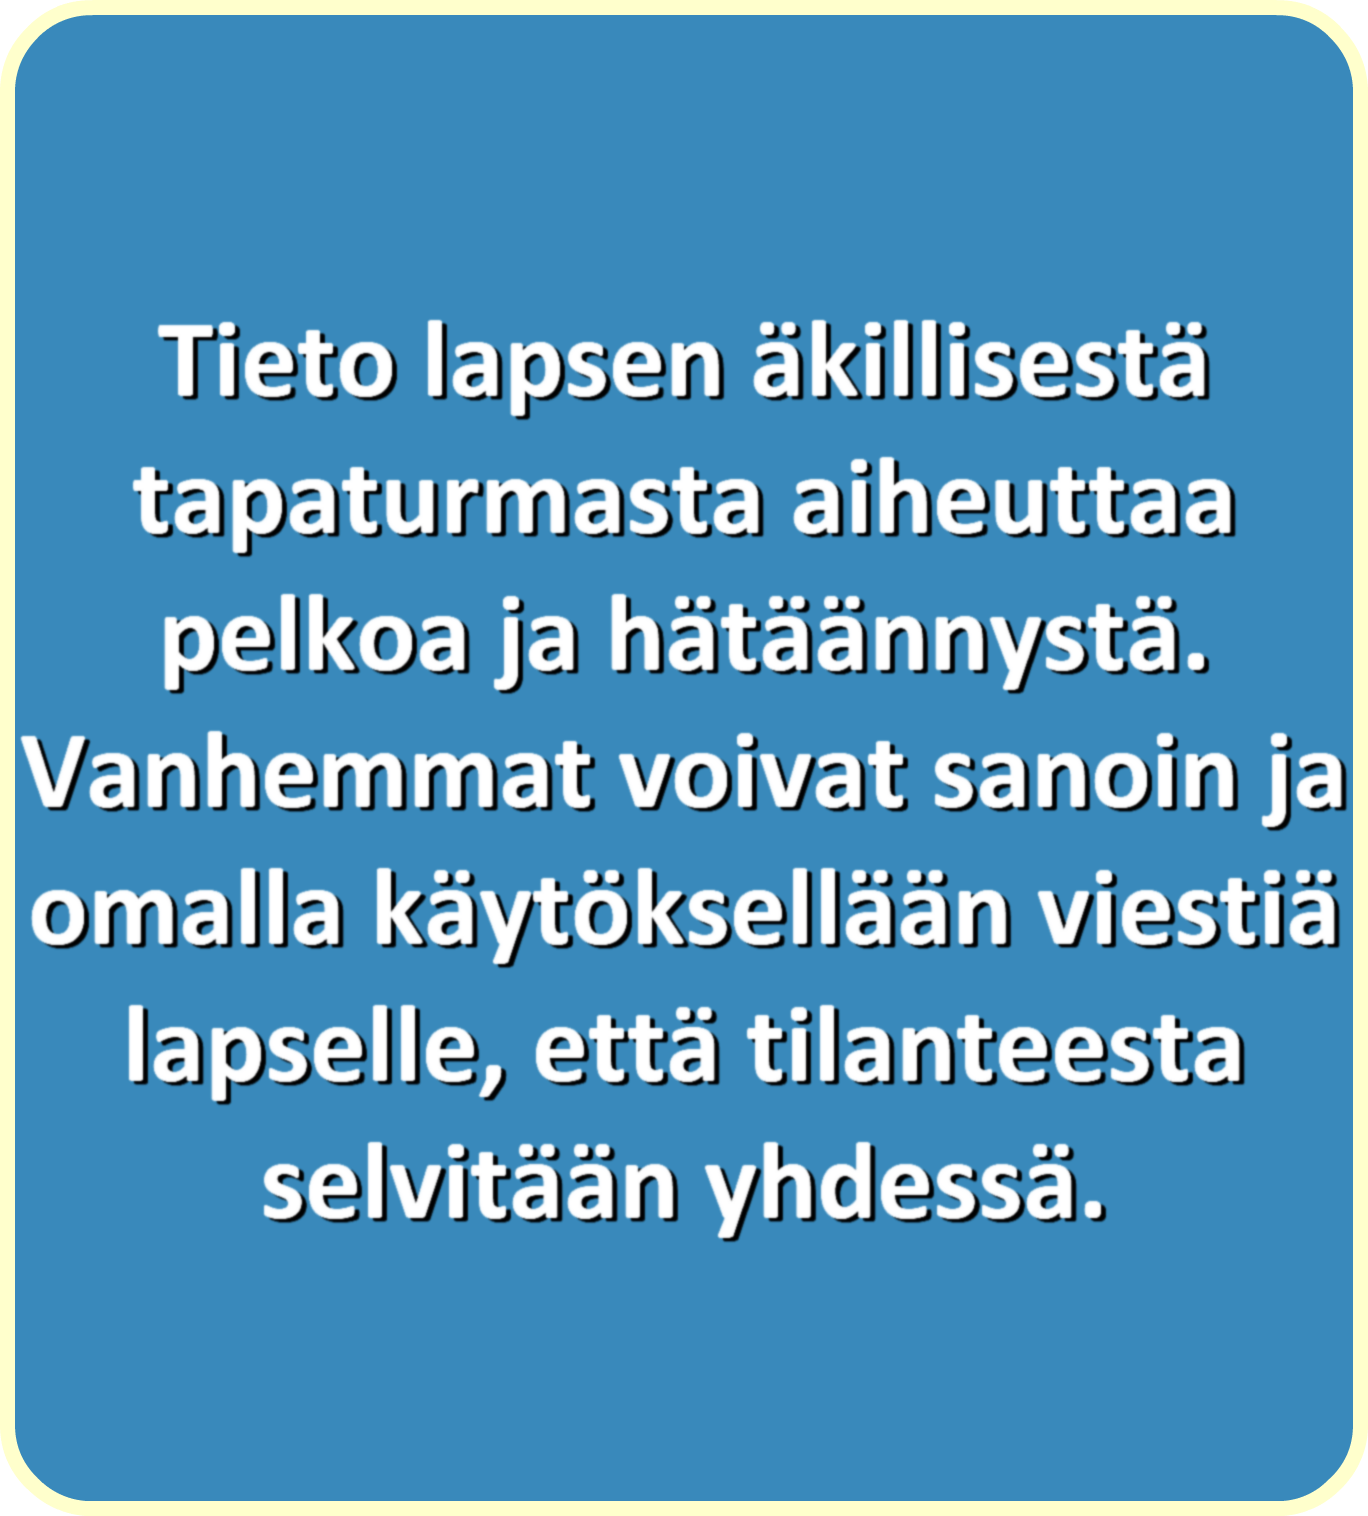 Tieto lapsen äkillisestä
tapaturmasta aiheuttaa
pelkoa ja hätäännystä.
Vanhemmat voivat sanoin ja
omalla käytöksellään viestiä
lapselle, että tilanteesta
selvitään yhdessä.